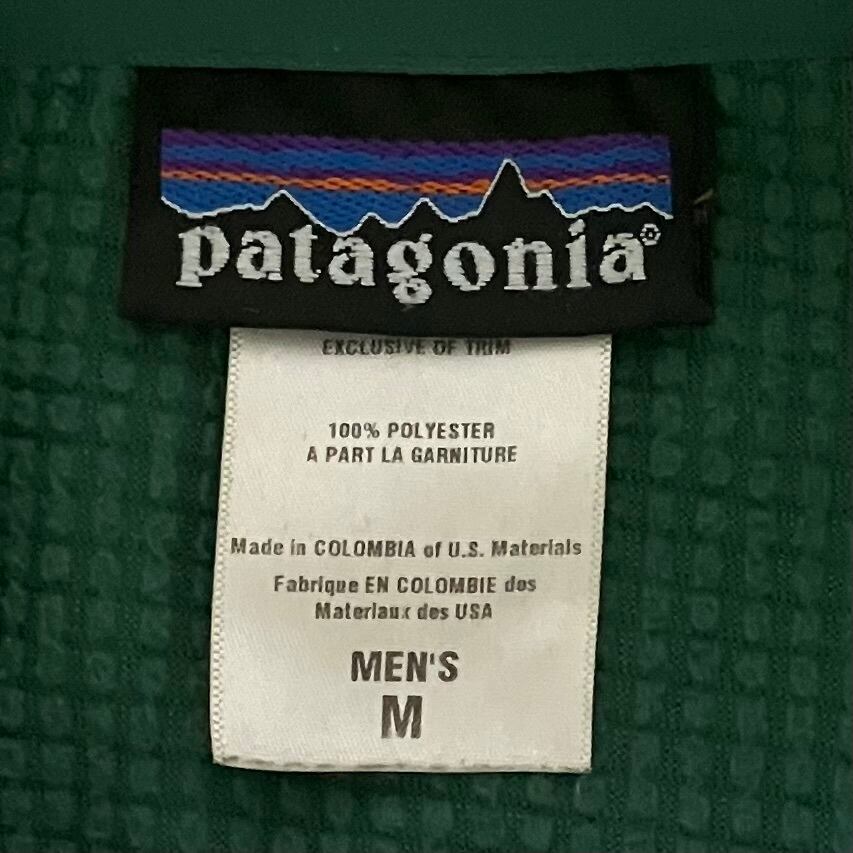 patagonia®
EXCLUSIVE OF TRIM
100% POLYESTER
A PART LA GARNITURE
Made in COLOMBIA of U.S. Materials
Fabrique EN COLOMBIE des
Materiaux des USA
MEN'S
M